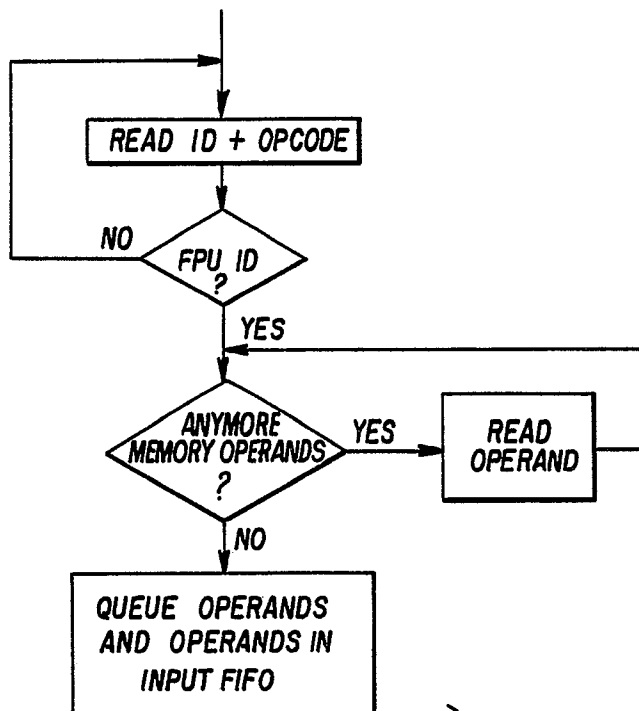 READ ID + OPCODE
NO
FPU ID
?
YES
ANYMORE
MEMORY OPERANDS
?
YES
READ
OPERAND
NO
QUEUE OPERANDS
AND OPERANDS IN
INPUT FIFO